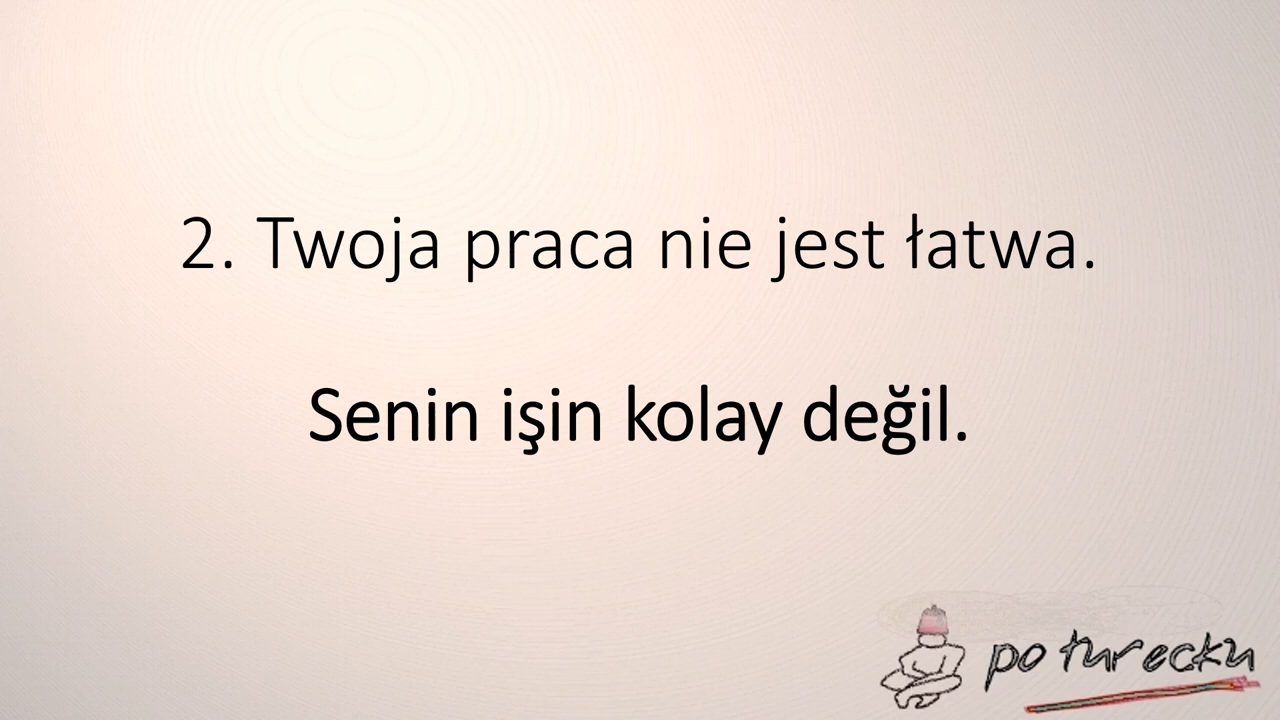 2. Twoja praca nie jest łatwa.
Senin işin kolay değil.
po turecku